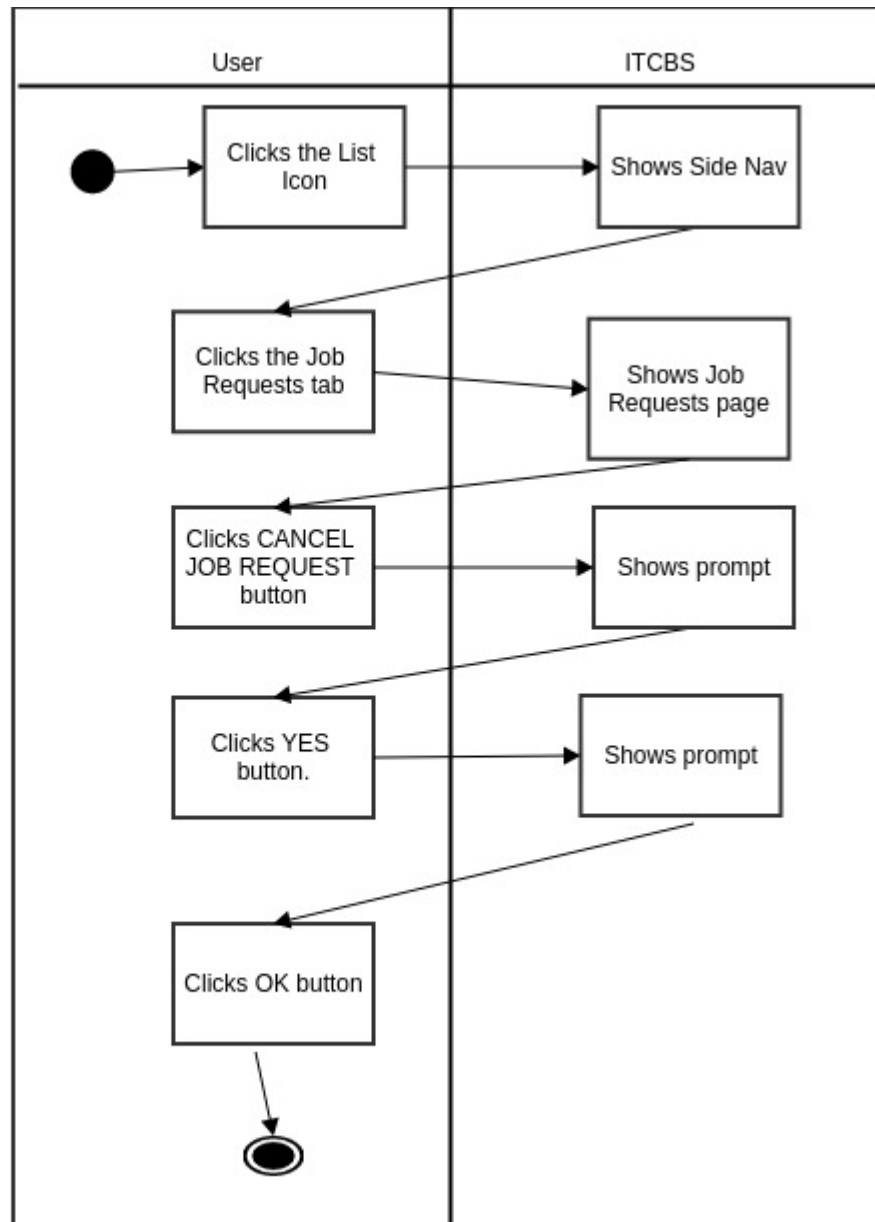 User
ITCBS
Clicks the List
Icon
Shows Side Nav
Clicks the Job
Requests tab
Shows Job
Requests page
Clicks CANCEL
JOB REQUEST
button
Shows prompt
Clicks YES
button.
Shows prompt
Clicks OK button